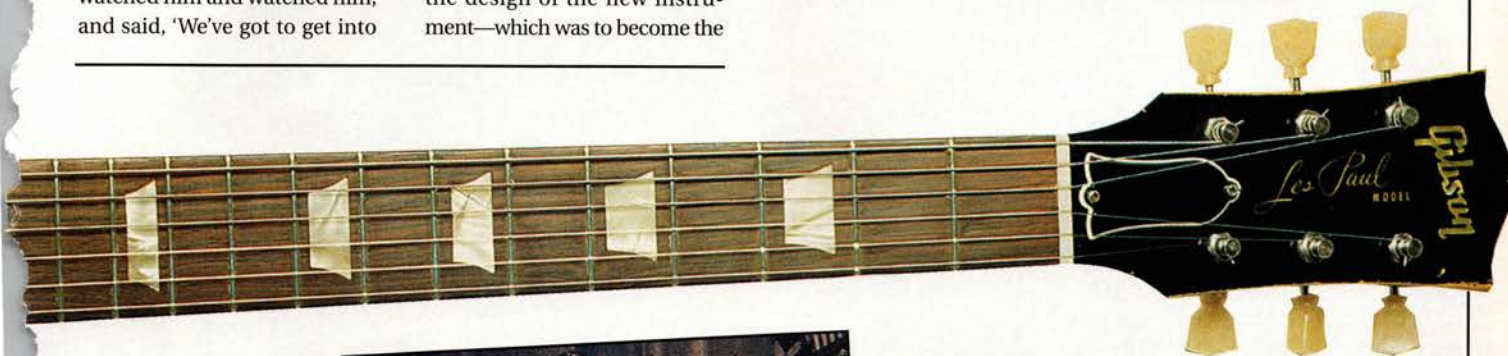 watched him and watched him,
and said, 'We've got to get into
the design of the new instru-
ment—which was to become the
Gibson
Les Paul
MODEL